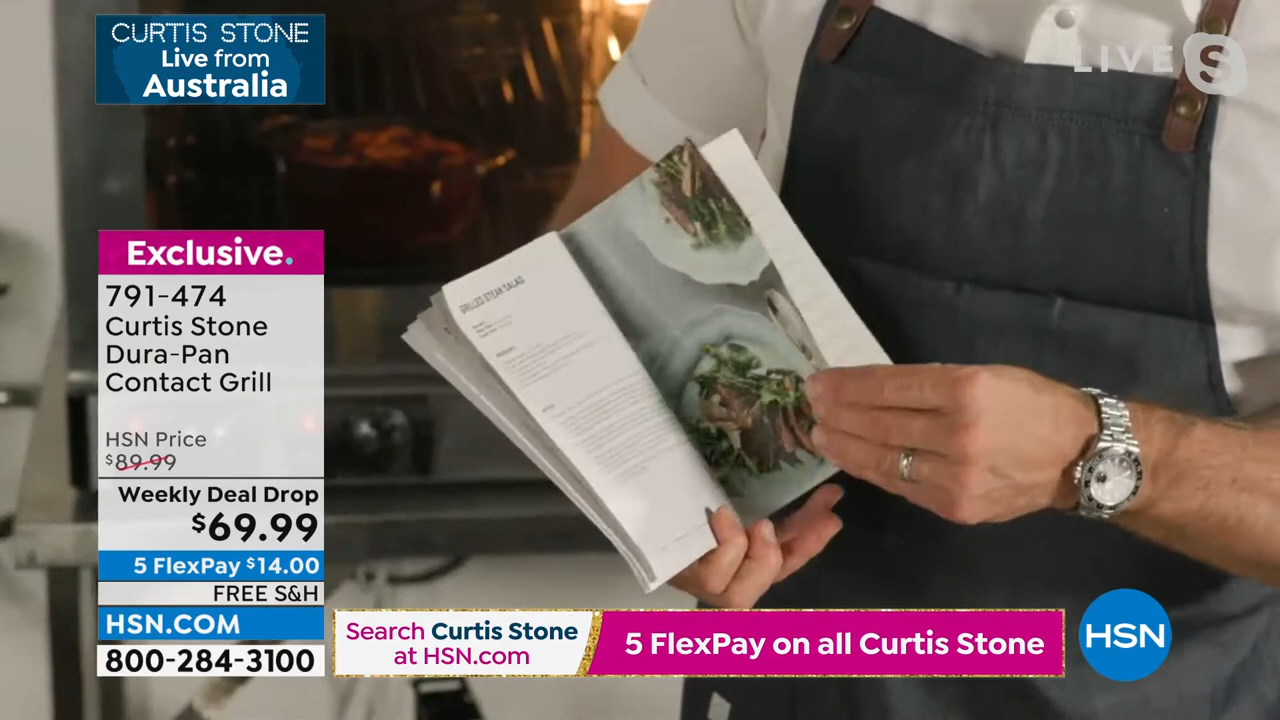 CURTIS STONE
Live from
Australia
LIVE S
Exclusive.
791-474
Curtis Stone
Dura-Pan
Contact Grill
HSN Price
$89.99
Weekly Deal Drop
$69.99
5 FlexPay $14.00
FREE S&H
HSN.COM
800-284-3100
GRILLED STEAK SALAD
Search Curtis Stone
at HSN.com
5 FlexPay on all Curtis Stone
HSN